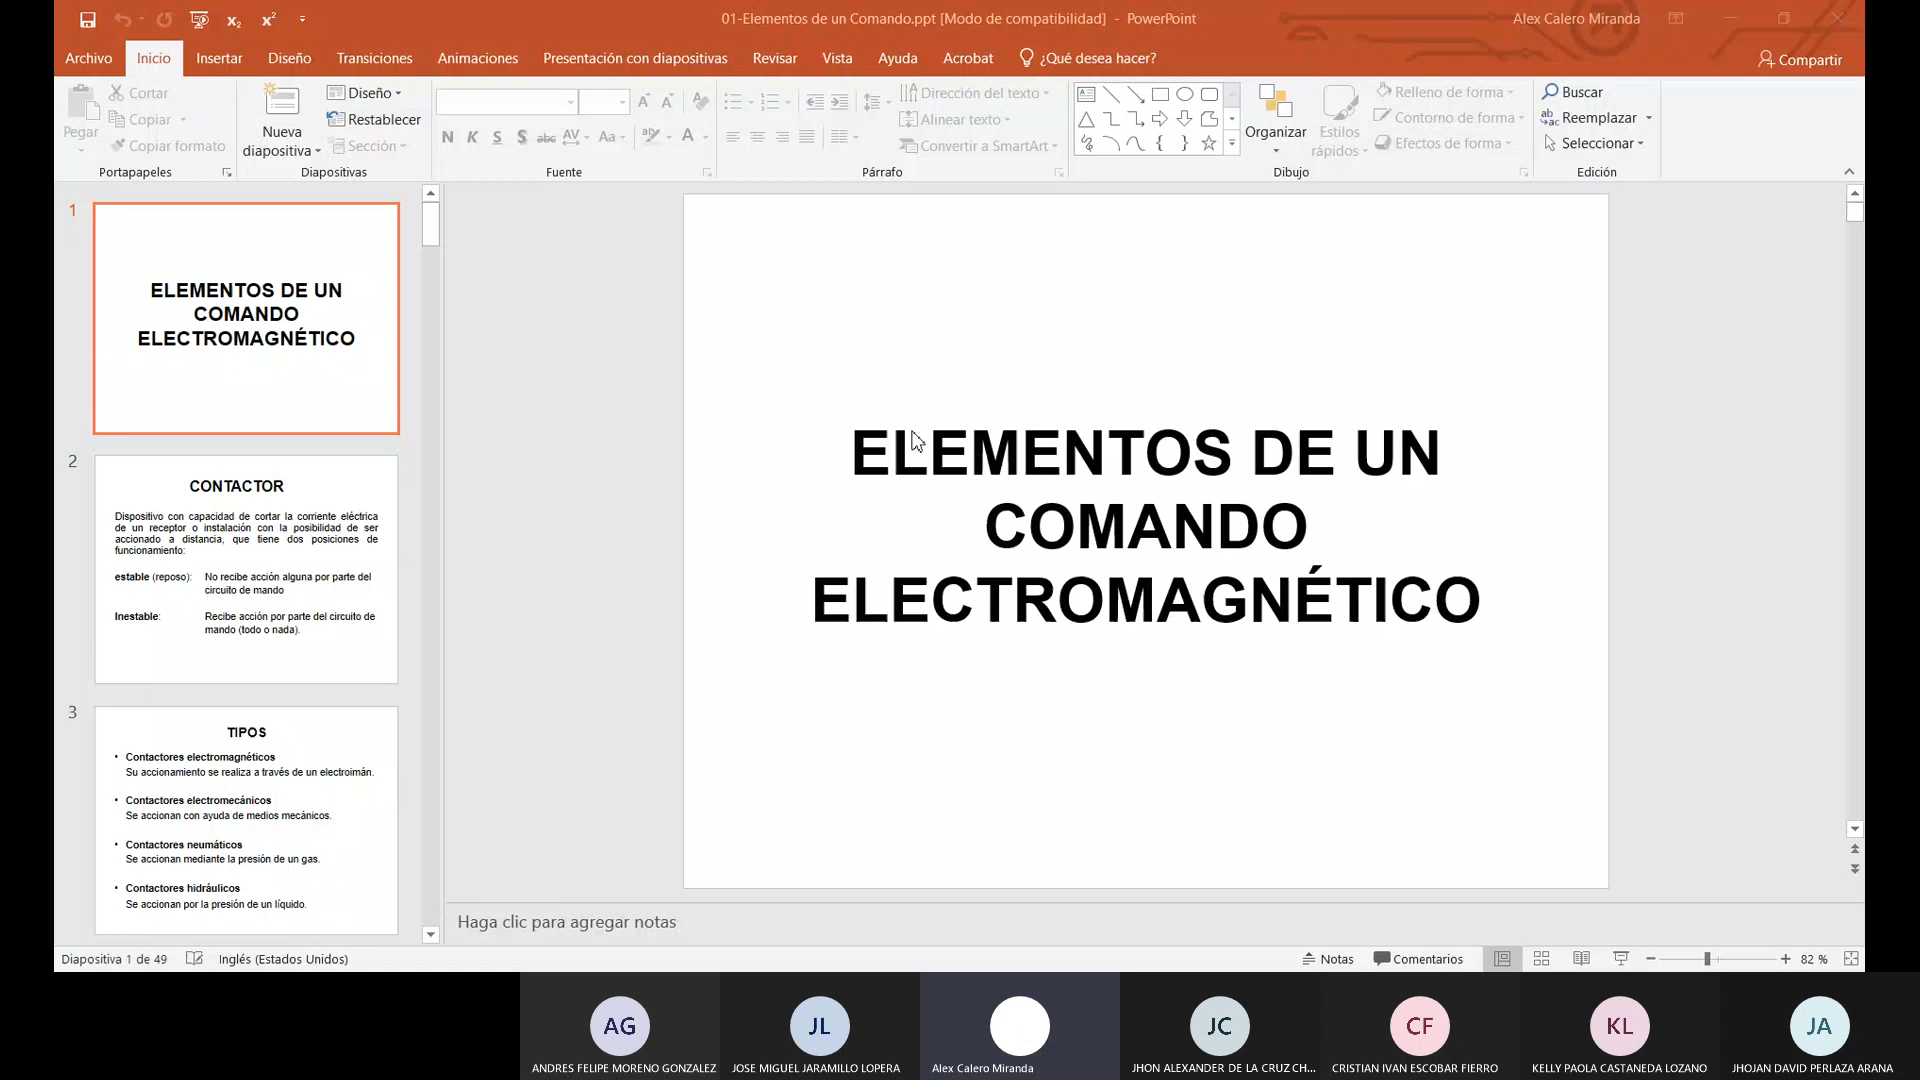 01-Elementos de un Comando.ppt [Modo de compatibilidad] - PowerPoint
Alex Calero Miranda
Archivo Inicio Insertar Diseño Transiciones Animaciones Presentación con diapositivas Revisar Vista Ayuda Acrobat ¿Qué desea hacer? Compartir
Pegar
Cortar
Copiar
Copiar formato
Portapapeles
Nueva
diapositiva
Diseño
Restablecer
Sección
Diapositivas
N K S S abc AV Aa A
Fuente
Dirección del texto
Alinear texto
Convertir a SmartArt
Párrafo
Organizar
Estilos
rápidos
Relleno de forma
Contorno de forma
Efectos de forma
Dibujo
Buscar
Reemplazar
Seleccionar
Edición
1
ELEMENTOS DE UN
COMANDO
ELECTROMAGNÉTICO
2
CONTACTOR
Dispositivo con capacidad de cortar la corriente eléctrica
de un receptor o instalación con la posibilidad de ser
accionado a distancia, que tiene dos posiciones de
funcionamiento:
estable (reposo): No recibe acción alguna por parte del
circuito de mando
Inestable: Recibe acción por parte del circuito de
mando (todo o nada).
3
TIPOS
• Contactores electromagnéticos
Su accionamiento se realiza a través de un electroimán.
• Contactores electromecánicos
Se accionan con ayuda de medios mecánicos.
• Contactores neumáticos
Se accionan mediante la presión de un gas.
• Contactores hidráulicos
Se accionan por la presión de un líquido.
ELEMENTOS DE UN
COMANDO
ELECTROMAGNÉTICO
Haga clic para agregar notas
Diapositiva 1 de 49 Inglés (Estados Unidos) Notas Comentarios 82 %
AG JL JC CF KL JA
ANDRES FELIPE MORENO GONZALEZ JOSE MIGUEL JARAMILLO LOPERA Alex Calero Miranda JHON ALEXANDER DE LA CRUZ CH... CRISTIAN IVAN ESCOBAR FIERRO KELLY PAOLA CASTANEDA LOZANO JHOJAN DAVID PERLAZA ARANA